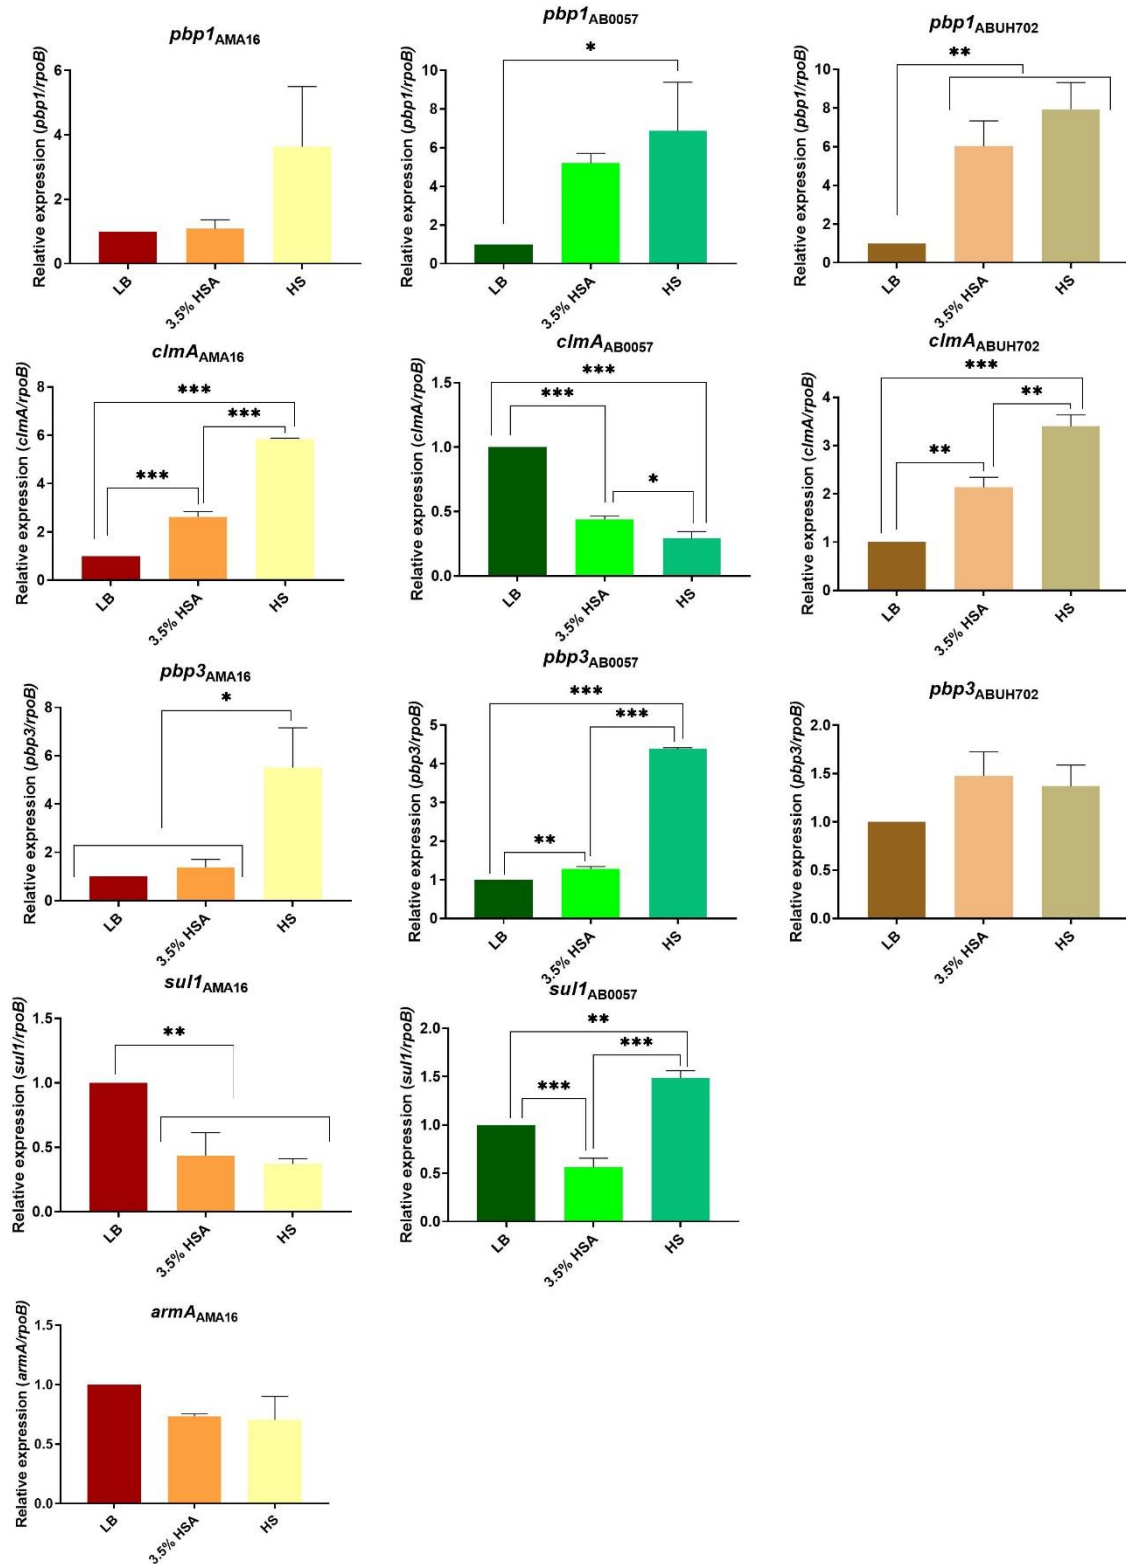 pbp1AMA16
Relative expression (pbp1/rpoB)
6
4
2
0
LB
3.5% HSA
HS
pbp1AB0057
Relative expression (pbp1/rpoB)
10
8
6
4
2
0
*
LB
3.5% HSA
HS
pbp1ABUH702
Relative expression (pbp1/rpoB)
10
8
6
4
2
0
**
LB
3.5% HSA
HS
clmAAMA16
Relative expression (clmA/rpoB)
8
6
4
2
0
***
***
***
LB
3.5% HSA
HS
clmAAB0057
Relative expression (clmA/rpoB)
1.5
1.0
0.5
0.0
***
***
*
LB
3.5% HSA
HS
clmAABUH702
Relative expression (clmA/rpoB)
4
3
2
1
0
***
**
**
LB
3.5% HSA
HS
pbp3AMA16
Relative expression (pbp3/rpoB)
8
6
4
2
0
*
LB
3.5% HSA
HS
pbp3AB0057
Relative expression (pbp3/rpoB)
5
4
3
2
1
0
***
***
**
LB
3.5% HSA
HS
pbp3ABUH702
Relative expression (pbp3/rpoB)
2.0
1.5
1.0
0.5
0.0
LB
3.5% HSA
HS
sul1AMA16
Relative expression (sul1/rpoB)
1.5
1.0
0.5
0.0
**
LB
3.5% HSA
HS
sul1AB0057
Relative expression (sul1/rpoB)
2.0
1.5
1.0
0.5
0.0
**
***
***
LB
3.5% HSA
HS
armAAMA16
Relative expression (armA/rpoB)
1.5
1.0
0.5
0.0
LB
3.5% HSA
HS